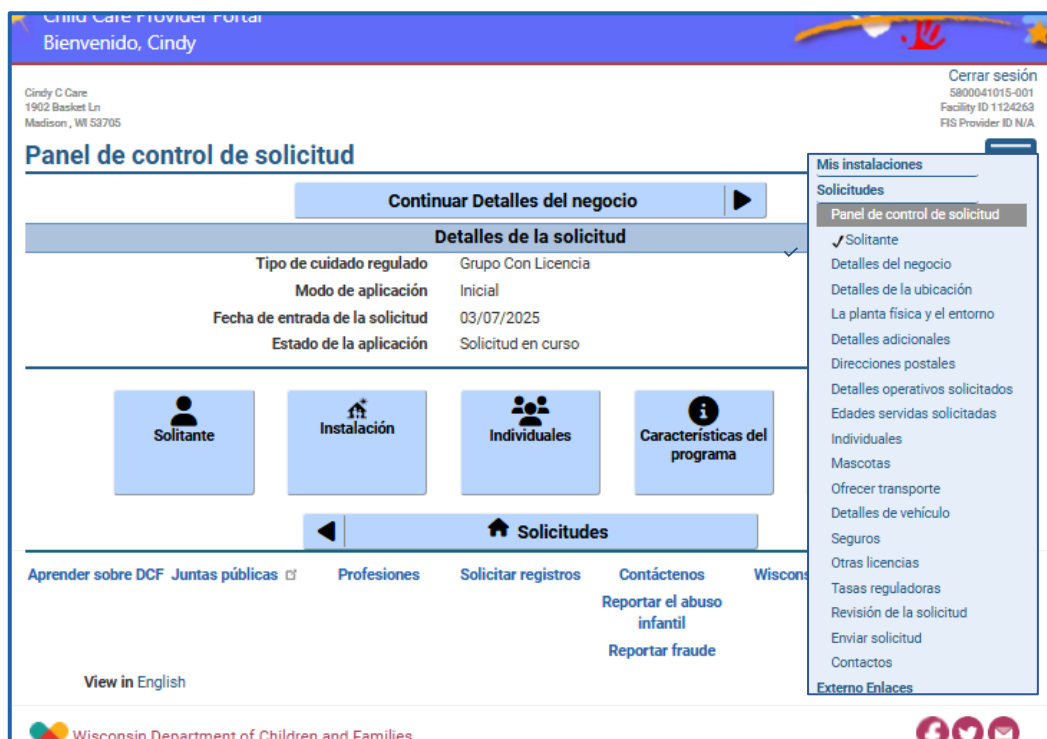 Child Care Provider Portal
Bienvenido, Cindy
Cerrar sesión
Cindy C Care
1902 Basket Ln
Madison , WI 53705
5800041015-001
Facility ID 1124263
FIS Provider ID N/A
Panel de control de solicitud
Continuar Detalles del negocio
Detalles de la solicitud
Tipo de cuidado regulado Grupo Con Licencia
Modo de aplicación Inicial
Fecha de entrada de la solicitud 03/07/2025
Estado de la aplicación Solicitud en curso
Solitante
Instalación
Individuales
Características del
programa
Solicitudes
Mis instalaciones
Solicitudes
Panel de control de solicitud
Solitante
Detalles del negocio
Detalles de la ubicación
La planta física y el entorno
Detalles adicionales
Direcciones postales
Detalles operativos solicitados
Edades servidas solicitadas
Individuales
Mascotas
Ofrecer transporte
Detalles de vehículo
Seguros
Otras licencias
Tasas reguladoras
Revisión de la solicitud
Enviar solicitud
Contactos
Externo Enlaces
Aprender sobre DCF Juntas públicas Profesiones Solicitar registros Contáctenos Wiscons
Reportar el abuso
infantil
Reportar fraude
View in English
Wisconsin Department of Children and Families